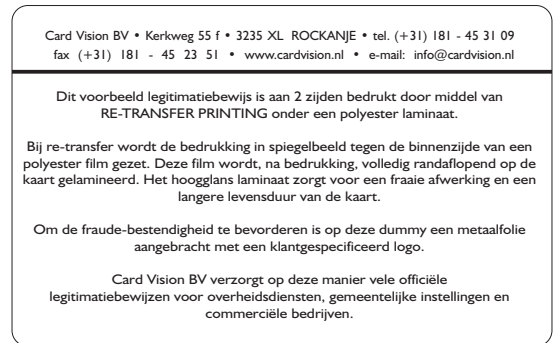 Card Vision BV • Kerkweg 55 f • 3235 XL ROCKANJE • tel. (+31) 181 - 45 31 09
fax (+31) 181 - 45 23 51 • www.cardvision.nl • e-mail: info@cardvision.nl
Dit voorbeeld legitimatiebewijs is aan 2 zijden bedrukt door middel van
RE-TRANSFER PRINTING onder een polyester laminaat.
Bij re-transfer wordt de bedrukking in spiegelbeeld tegen de binnenzijde van een
polyester film gezet. Deze film wordt, na bedrukking, volledig randaflopend op de
kaart gelamineerd. Het hoogglans laminaat zorgt voor een fraaie afwerking en een
langere levensduur van de kaart.
Om de fraude-bestendigheid te bevorderen is op deze dummy een metaalfolie
aangebracht met een klantgespecificeerd logo.
Card Vision BV verzorgt op deze manier vele officiële
legitimatiebewijzen voor overheidsdiensten, gemeentelijke instellingen en
commerciële bedrijven.